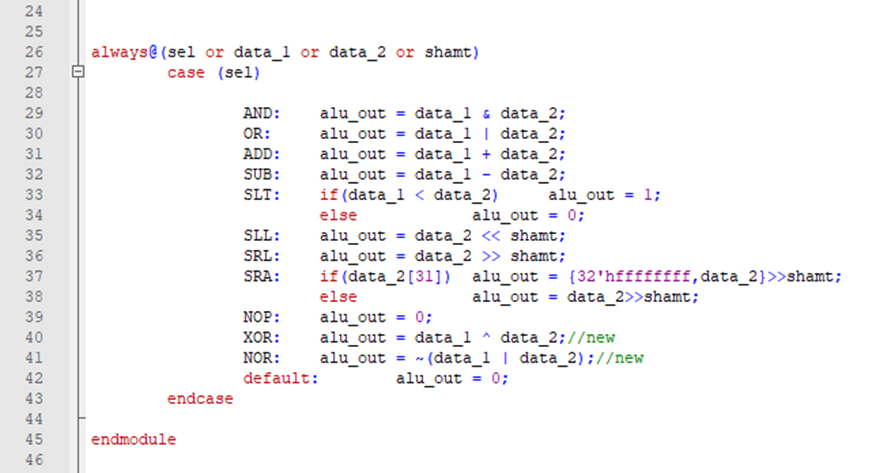 24
25
26 always@(sel or data_1 or data_2 or shamt)
27 case (sel)
28
29 AND: alu_out = data_1 & data_2;
30 OR: alu_out = data_1 | data_2;
31 ADD: alu_out = data_1 + data_2;
32 SUB: alu_out = data_1 - data_2;
33 SLT: if(data_1 < data_2) alu_out = 1;
34 else alu_out = 0;
35 SLL: alu_out = data_2 << shamt;
36 SRL: alu_out = data_2 >> shamt;
37 SRA: if(data_2[31]) alu_out = {32'hffffffff,data_2}>>shamt;
38 else alu_out = data_2>>shamt;
39 NOP: alu_out = 0;
40 XOR: alu_out = data_1 ^ data_2;//new
41 NOR: alu_out = ~(data_1 | data_2);//new
42 default: alu_out = 0;
43 endcase
44
45 endmodule
46